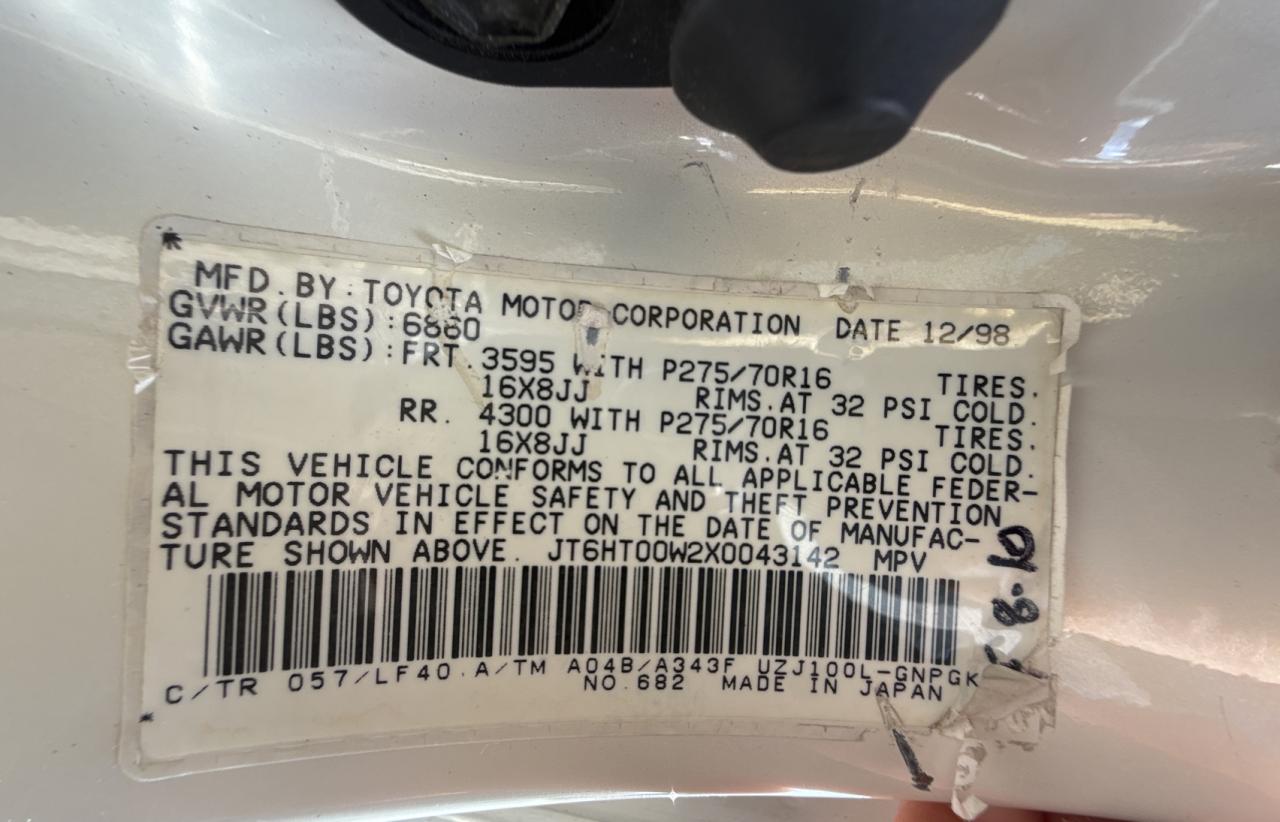 MFD.BY:TOYOTA MOTOR CORPORATION DATE 12/98
GVWR(LBS):6860
GAWR(LBS):FRT.3595 WITH P275/70R16 TIRES.
16X8JJ RIMS.AT 32 PSI COLD.
RR. 4300 WITH P275/70R16 TIRES.
16X8JJ RIMS.AT 32 PSI COLD.
THIS VEHICLE CONFORMS TO ALL APPLICABLE FEDER-
AL MOTOR VEHICLE SAFETY AND THEFT PREVENTION
STANDARDS IN EFFECT ON THE DATE OF MANUFAC-
TURE SHOWN ABOVE. JT6HT00W2X0043142 MPV
C/TR 057/LF40.A/TM A04B/A343F UZJ100L-GNPGK
NO.682 MADE IN JAPAN